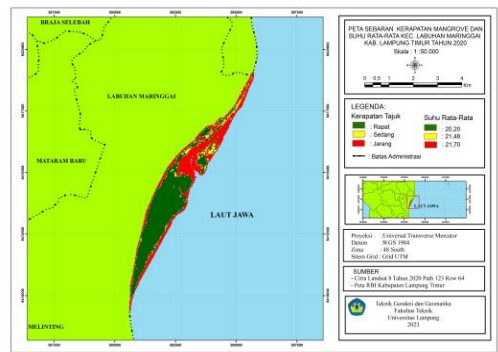 BRAJA SELEBAH
LABUHAN MARINGGAI
MATARAM BARU
LAUT JAWA
MELINTING
PETA SEBARAN KERAPATAN MANGROVE DAN
SUHU RATA-RATA KEC. LABUHAN MARINGGAI
KAB. LAMPUNG TIMUR TAHUN 2020
Skala : 1 :50.000
0 0,5 1 2 3 4
Km
LEGENDA:
Kerapatan Tajuk Suhu Rata-Rata
: Rapat : 20,20
: Sedang : 21,48
: Jarang : 21,70
: Batas Administrasi
LAUT JAWA
Proyeksi :Universal Transverse Mercator
Datum :WGS 1984
Zona : 48 South
Sistem Grid : Grid UTM
SUMBER
- Citra Landsat 8 Tahun 2020 Path 123 Row 64
- Peta RBI Kabupaten Lampung Timur
Teknik Geodesi dan Geomatika
Fakultas Teknik
Universitas Lampung
2023